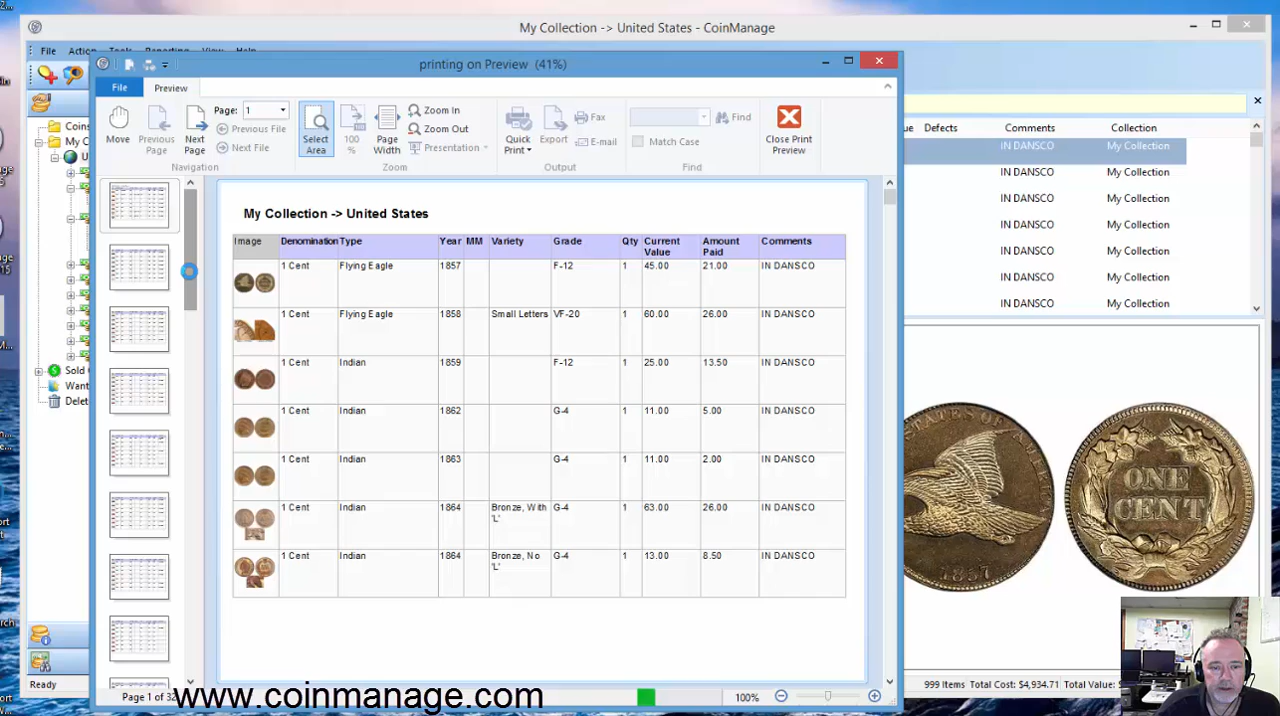 My Collection -> United States - CoinManage
File Action Tools Reporting View Help
printing on Preview (41%)
File Preview
Move
Previous Page
Next Page
Page: 1
Previous File
Next File
Navigation
Select Area
100 %
Page Width
Zoom In
Zoom Out
Presentation
Zoom
Quick Print
Export
Fax
E-mail
Output
Find
Match Case
Find
Close Print Preview
Defects Comments Collection
IN DANSCO My Collection
IN DANSCO My Collection
IN DANSCO My Collection
IN DANSCO My Collection
IN DANSCO My Collection
IN DANSCO My Collection
IN DANSCO My Collection
Coins
My C
U
Sold
Want
Delet
My Collection -> United States
Image Denomination Type Year MM Variety Grade Qty Current Value Amount Paid Comments
1 Cent Flying Eagle 1857 F-12 1 45.00 21.00 IN DANSCO
1 Cent Flying Eagle 1858 Small Letters VF-20 1 60.00 26.00 IN DANSCO
1 Cent Indian 1859 F-12 1 25.00 13.50 IN DANSCO
1 Cent Indian 1862 G-4 1 11.00 5.00 IN DANSCO
1 Cent Indian 1863 G-4 1 11.00 2.00 IN DANSCO
1 Cent Indian 1864 Bronze, With 'L' G-4 1 63.00 26.00 IN DANSCO
1 Cent Indian 1864 Bronze, No 'L' G-4 1 13.00 8.50 IN DANSCO
ONE CENT
1857
Page 1 of 32
100%
Ready
999 Items Total Cost: $4,934.71 Total Value:
www.coinmanage.com